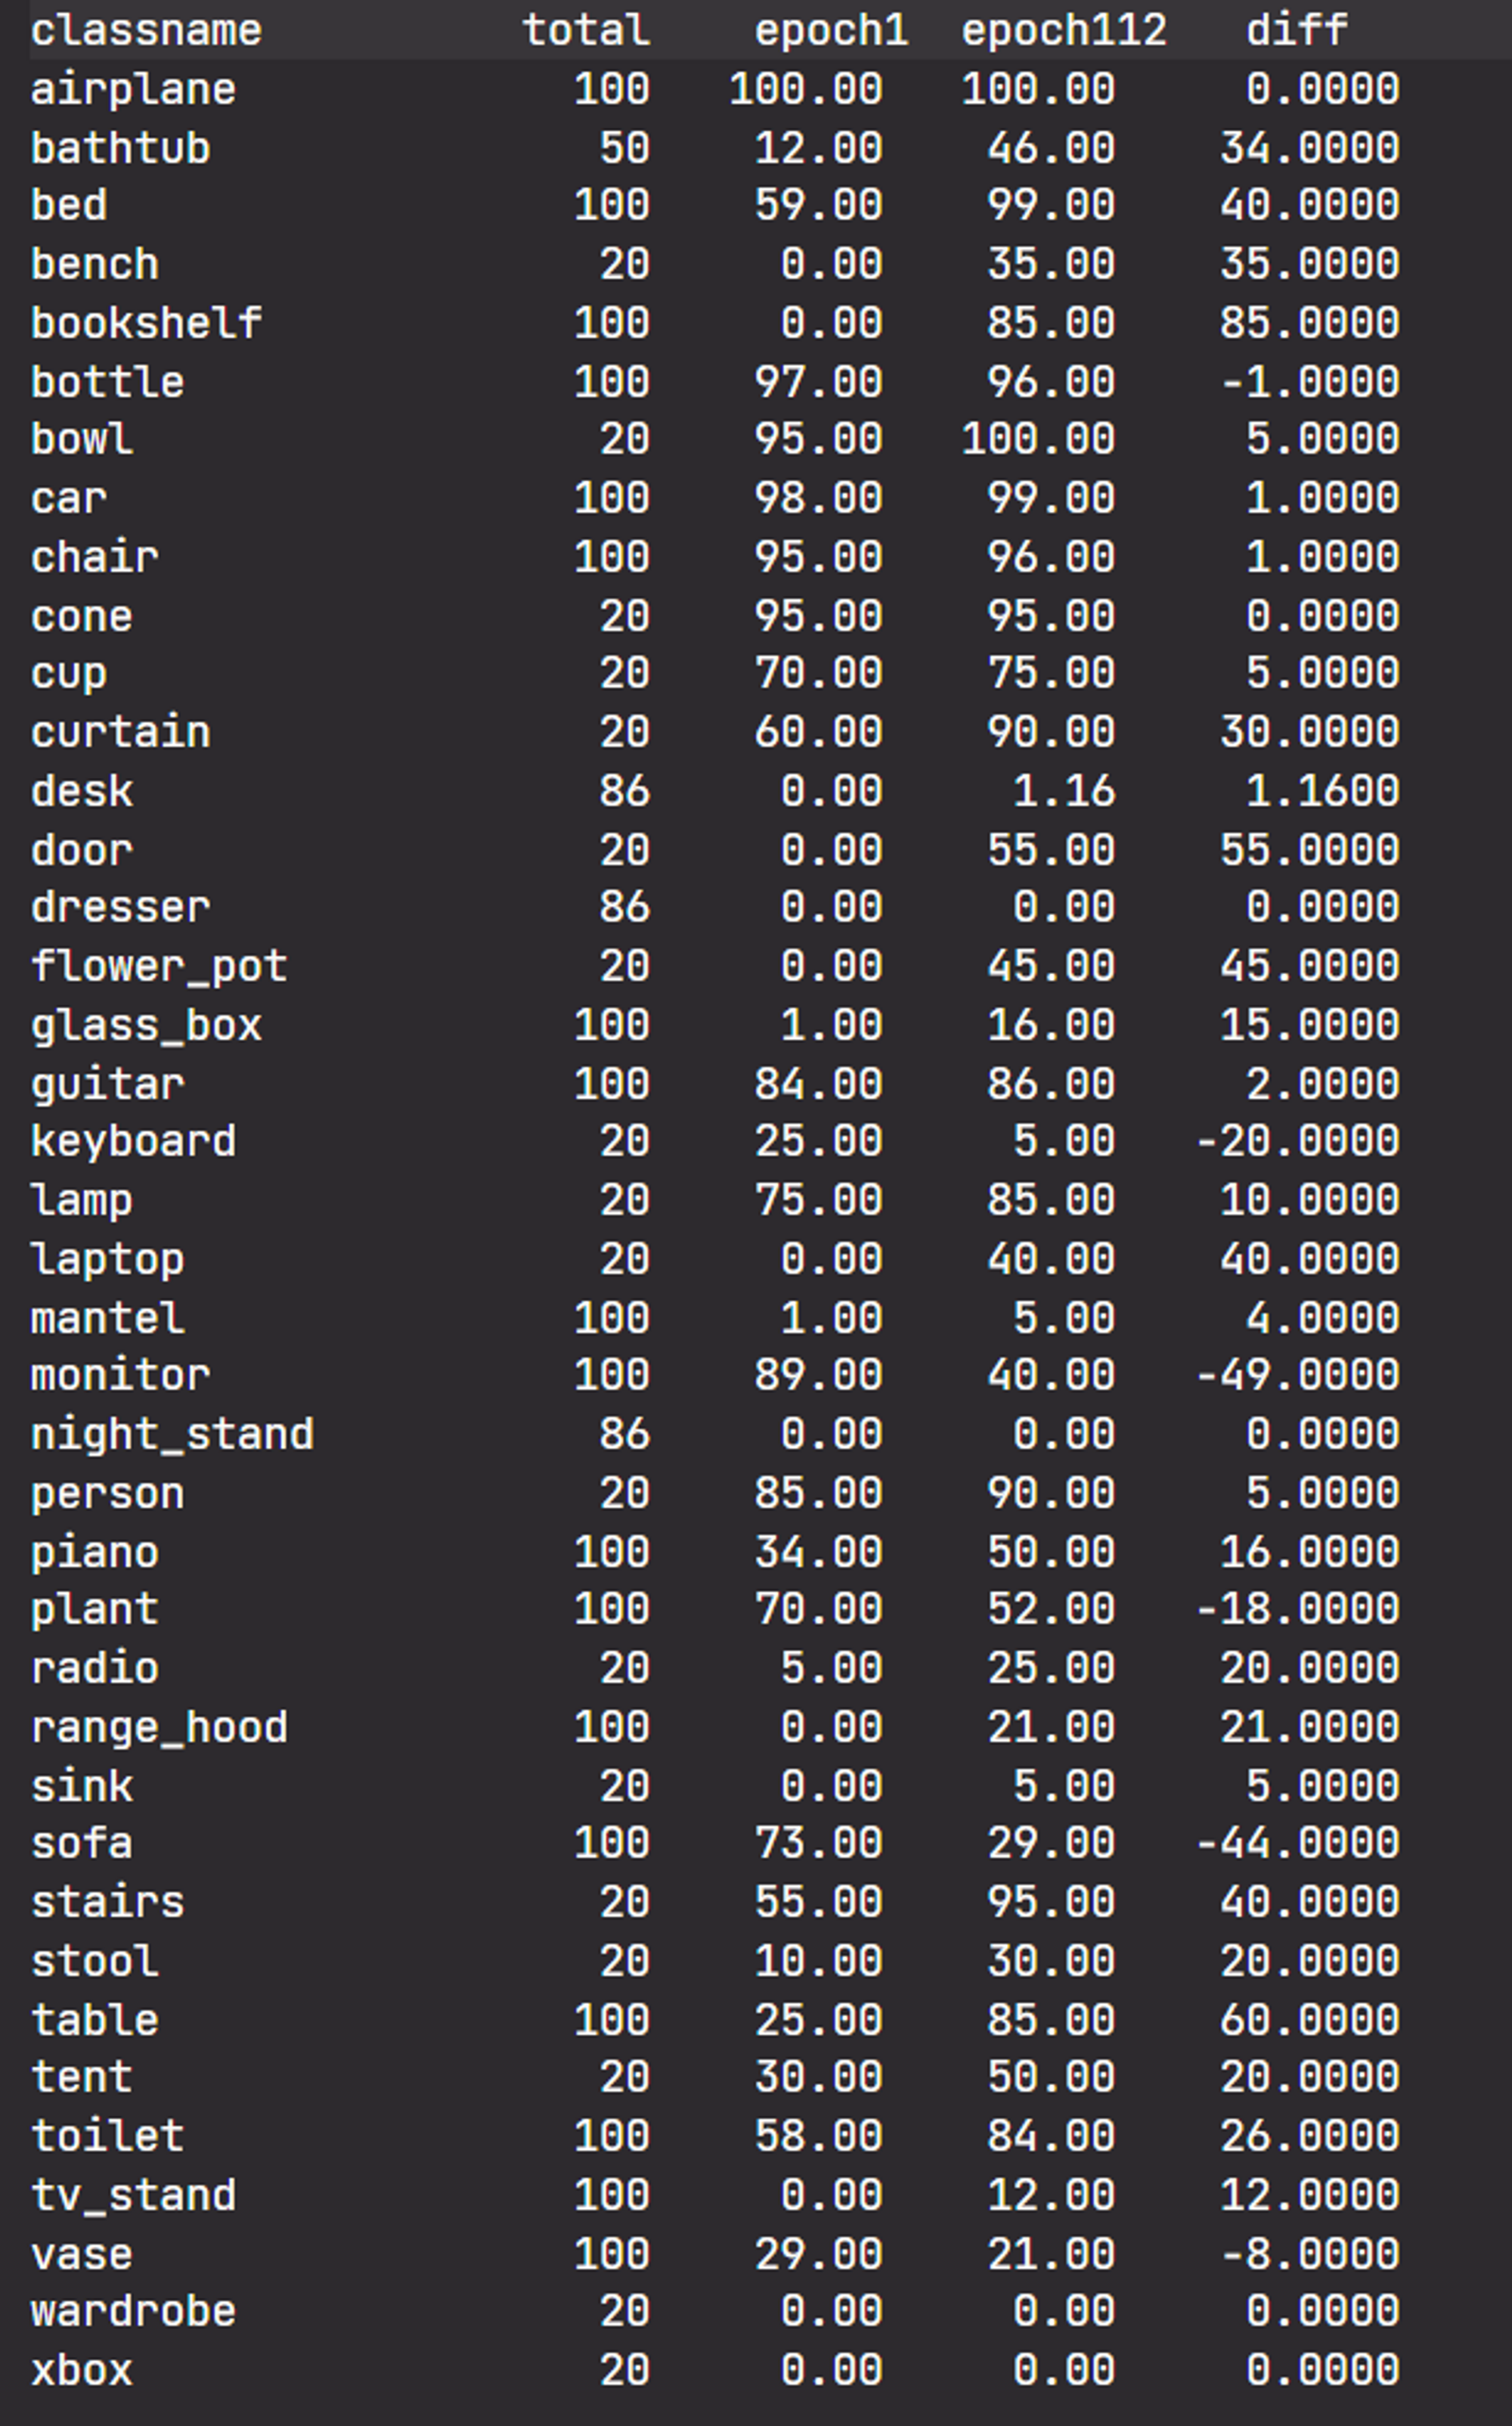 classname total epoch1 epoch112 diff
airplane 100 100.00 100.00 0.0000
bathtub 50 12.00 46.00 34.0000
bed 100 59.00 99.00 40.0000
bench 20 0.00 35.00 35.0000
bookshelf 100 0.00 85.00 85.0000
bottle 100 97.00 96.00 -1.0000
bowl 20 95.00 100.00 5.0000
car 100 98.00 99.00 1.0000
chair 100 95.00 96.00 1.0000
cone 20 95.00 95.00 0.0000
cup 20 70.00 75.00 5.0000
curtain 20 60.00 90.00 30.0000
desk 86 0.00 1.16 1.1600
door 20 0.00 55.00 55.0000
dresser 86 0.00 0.00 0.0000
flower_pot 20 0.00 45.00 45.0000
glass_box 100 1.00 16.00 15.0000
guitar 100 84.00 86.00 2.0000
keyboard 20 25.00 5.00 -20.0000
lamp 20 75.00 85.00 10.0000
laptop 20 0.00 40.00 40.0000
mantel 100 1.00 5.00 4.0000
monitor 100 89.00 40.00 -49.0000
night_stand 86 0.00 0.00 0.0000
person 20 85.00 90.00 5.0000
piano 100 34.00 50.00 16.0000
plant 100 70.00 52.00 -18.0000
radio 20 5.00 25.00 20.0000
range_hood 100 0.00 21.00 21.0000
sink 20 0.00 5.00 5.0000
sofa 100 73.00 29.00 -44.0000
stairs 20 55.00 95.00 40.0000
stool 20 10.00 30.00 20.0000
table 100 25.00 85.00 60.0000
tent 20 30.00 50.00 20.0000
toilet 100 58.00 84.00 26.0000
tv_stand 100 0.00 12.00 12.0000
vase 100 29.00 21.00 -8.0000
wardrobe 20 0.00 0.00 0.0000
xbox 20 0.00 0.00 0.0000